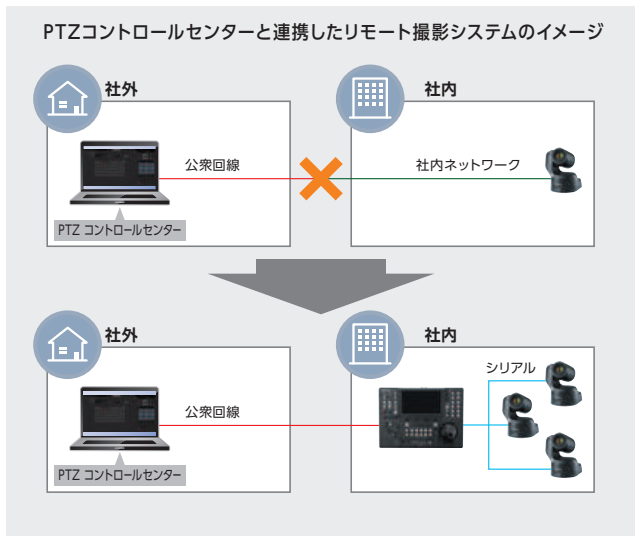 PTZコントロールセンターと連携したリモート撮影システムのイメージ
社外
社内
公衆回線
社内ネットワーク
PTZ コントロールセンター
社外
社内
シリアル
公衆回線
PTZ コントロールセンター